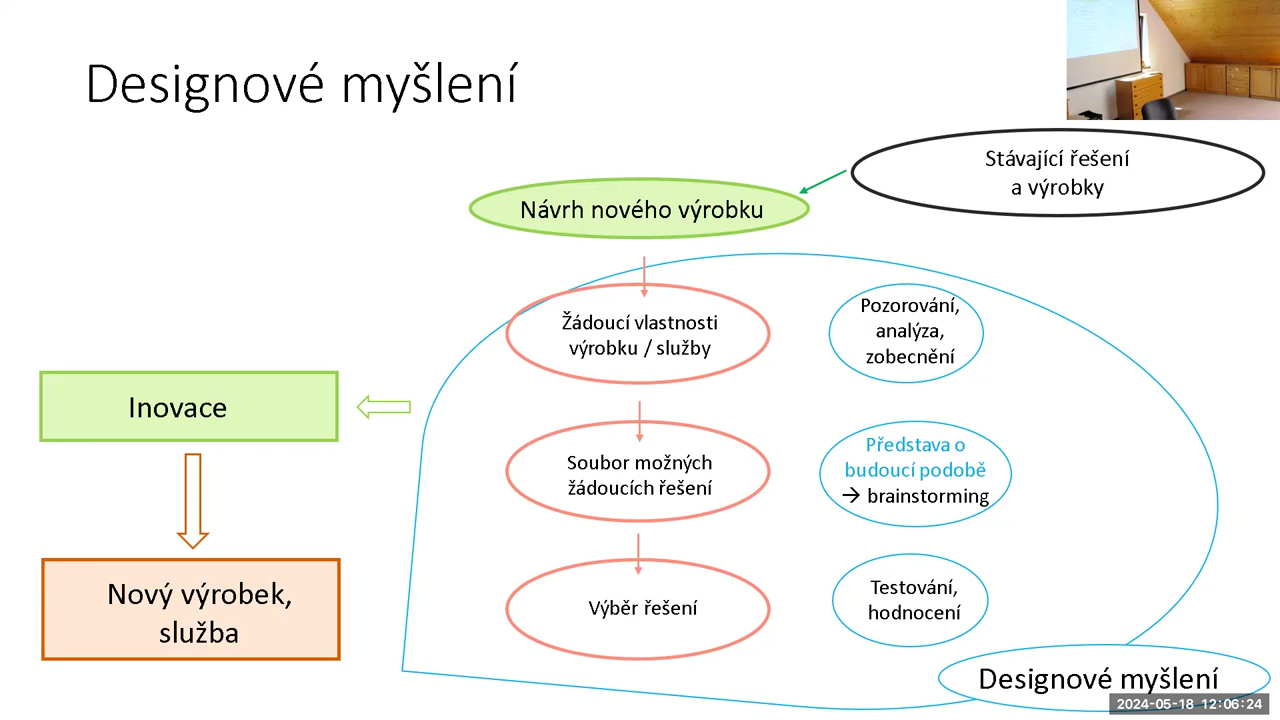 Designové myšlení
Stávající řešení
a výrobky
Návrh nového výrobku
Žádoucí vlastnosti
výrobku / služby
Pozorování,
analýza,
zobecnění
Inovace
Soubor možných
žádoucích řešení
Představa o
budoucí podobě
→ brainstorming
Nový výrobek,
služba
Výběr řešení
Testování,
hodnocení
Designové myšlení
2024-05-18 12:06:24